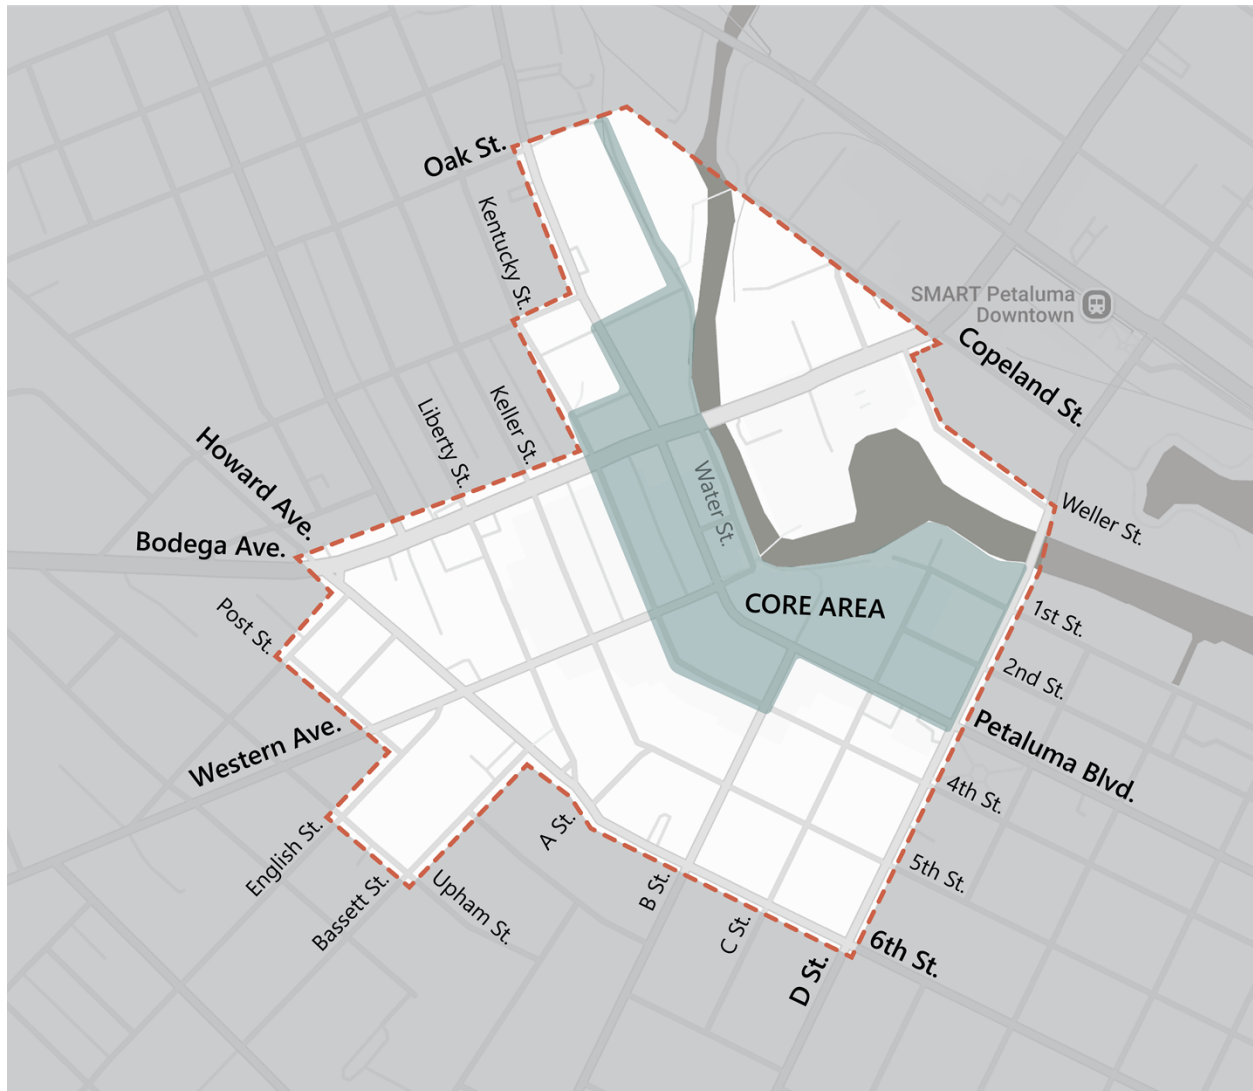 Oak St.
Kentucky St.
SMART Petaluma
Downtown
Copeland St.
Keller St.
Liberty St.
Howard Ave.
Bodega Ave.
Water St.
Weller St.
CORE AREA
Post St.
1st St.
2nd St.
Western Ave.
Petaluma Blvd.
4th St.
English St.
A St.
5th St.
Bassett St.
Upham St.
B St.
C St.
6th St.
D St.